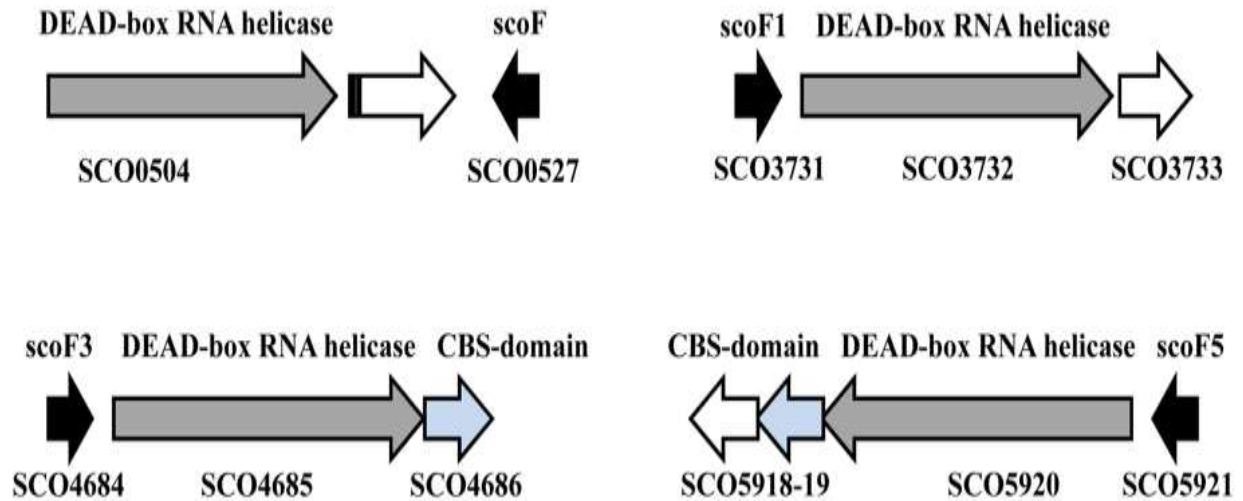 DEAD-box RNA helicase scoF
SCO0504 SCO0527
scoF1 DEAD-box RNA helicase
SCO3731 SCO3732 SCO3733
scoF3 DEAD-box RNA helicase CBS-domain
SCO4684 SCO4685 SCO4686
CBS-domain DEAD-box RNA helicase scoF5
SCO5918-19 SCO5920 SCO5921